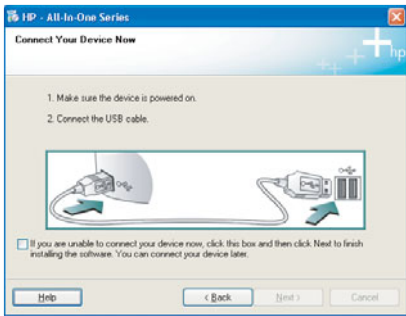 HP - All-In-One Series
Connect Your Device Now
hp
1. Make sure the device is powered on.
2. Connect the USB cable.
If you are unable to connect your device now, click this box and then click Next to finish
installing the software. You can connect your device later.
Help
< Back
Next >
Cancel